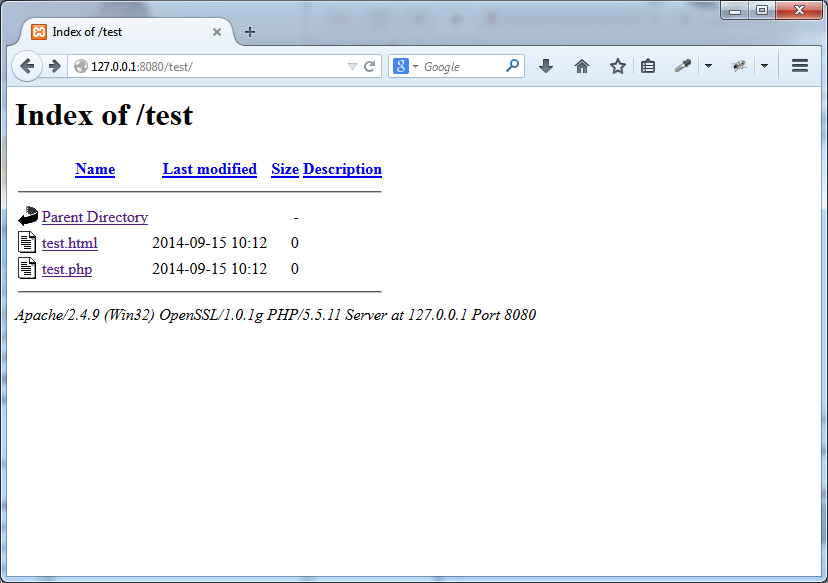 Index of /test
127.0.0.1:8080/test/
Google
Index of /test
Name Last modified Size Description
Parent Directory -
test.html 2014-09-15 10:12 0
test.php 2014-09-15 10:12 0
Apache/2.4.9 (Win32) OpenSSL/1.0.1g PHP/5.5.11 Server at 127.0.0.1 Port 8080